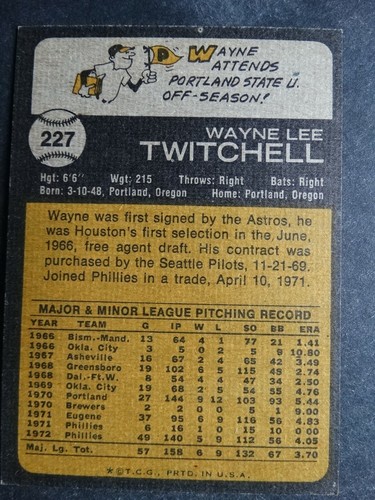 P WAYNE
ATTENDS
PORTLAND STATE U.
OFF-SEASON!
227
WAYNE LEE
TWITCHELL
Hgt: 6'6" Wgt: 215 Throws: Right Bats: Right
Born: 3-10-48, Portland, Oregon Home: Portland, Oregon
Wayne was first signed by the Astros, he
was Houston's first selection in the June,
1966, free agent draft. His contract was
purchased by the Seattle Pilots, 11-21-69.
Joined Phillies in a trade, April 10, 1971.
MAJOR & MINOR LEAGUE PITCHING RECORD
YEAR TEAM G IP W L SO BB ERA
1966 Bism.-Mand. 13 64 4 1 77 21 1.41
1966 Okla. City 3 5 0 2 5 9 10.80
1967 Asheville 16 67 2 4 65 42 3.49
1968 Greensboro 19 102 6 5 115 49 2.74
1968 Dal.-Ft.W. 8 54 4 4 47 34 2.50
1969 Okla. City 19 68 2 5 54 55 4.76
1970 Portland 27 144 9 12 103 93 5.44
1970 Brewers 2 2 0 0 5 1 9.00
1971 Eugene 37 95 6 9 116 56 4.83
1971 Phillies 6 16 1 0 15 10 0.00
1972 Phillies 49 140 5 9 112 56 4.05
Maj. Lg. Tot. 57 158 6 9 132 67 3.70
*©T.C.G., PRTD. IN U.S.A.